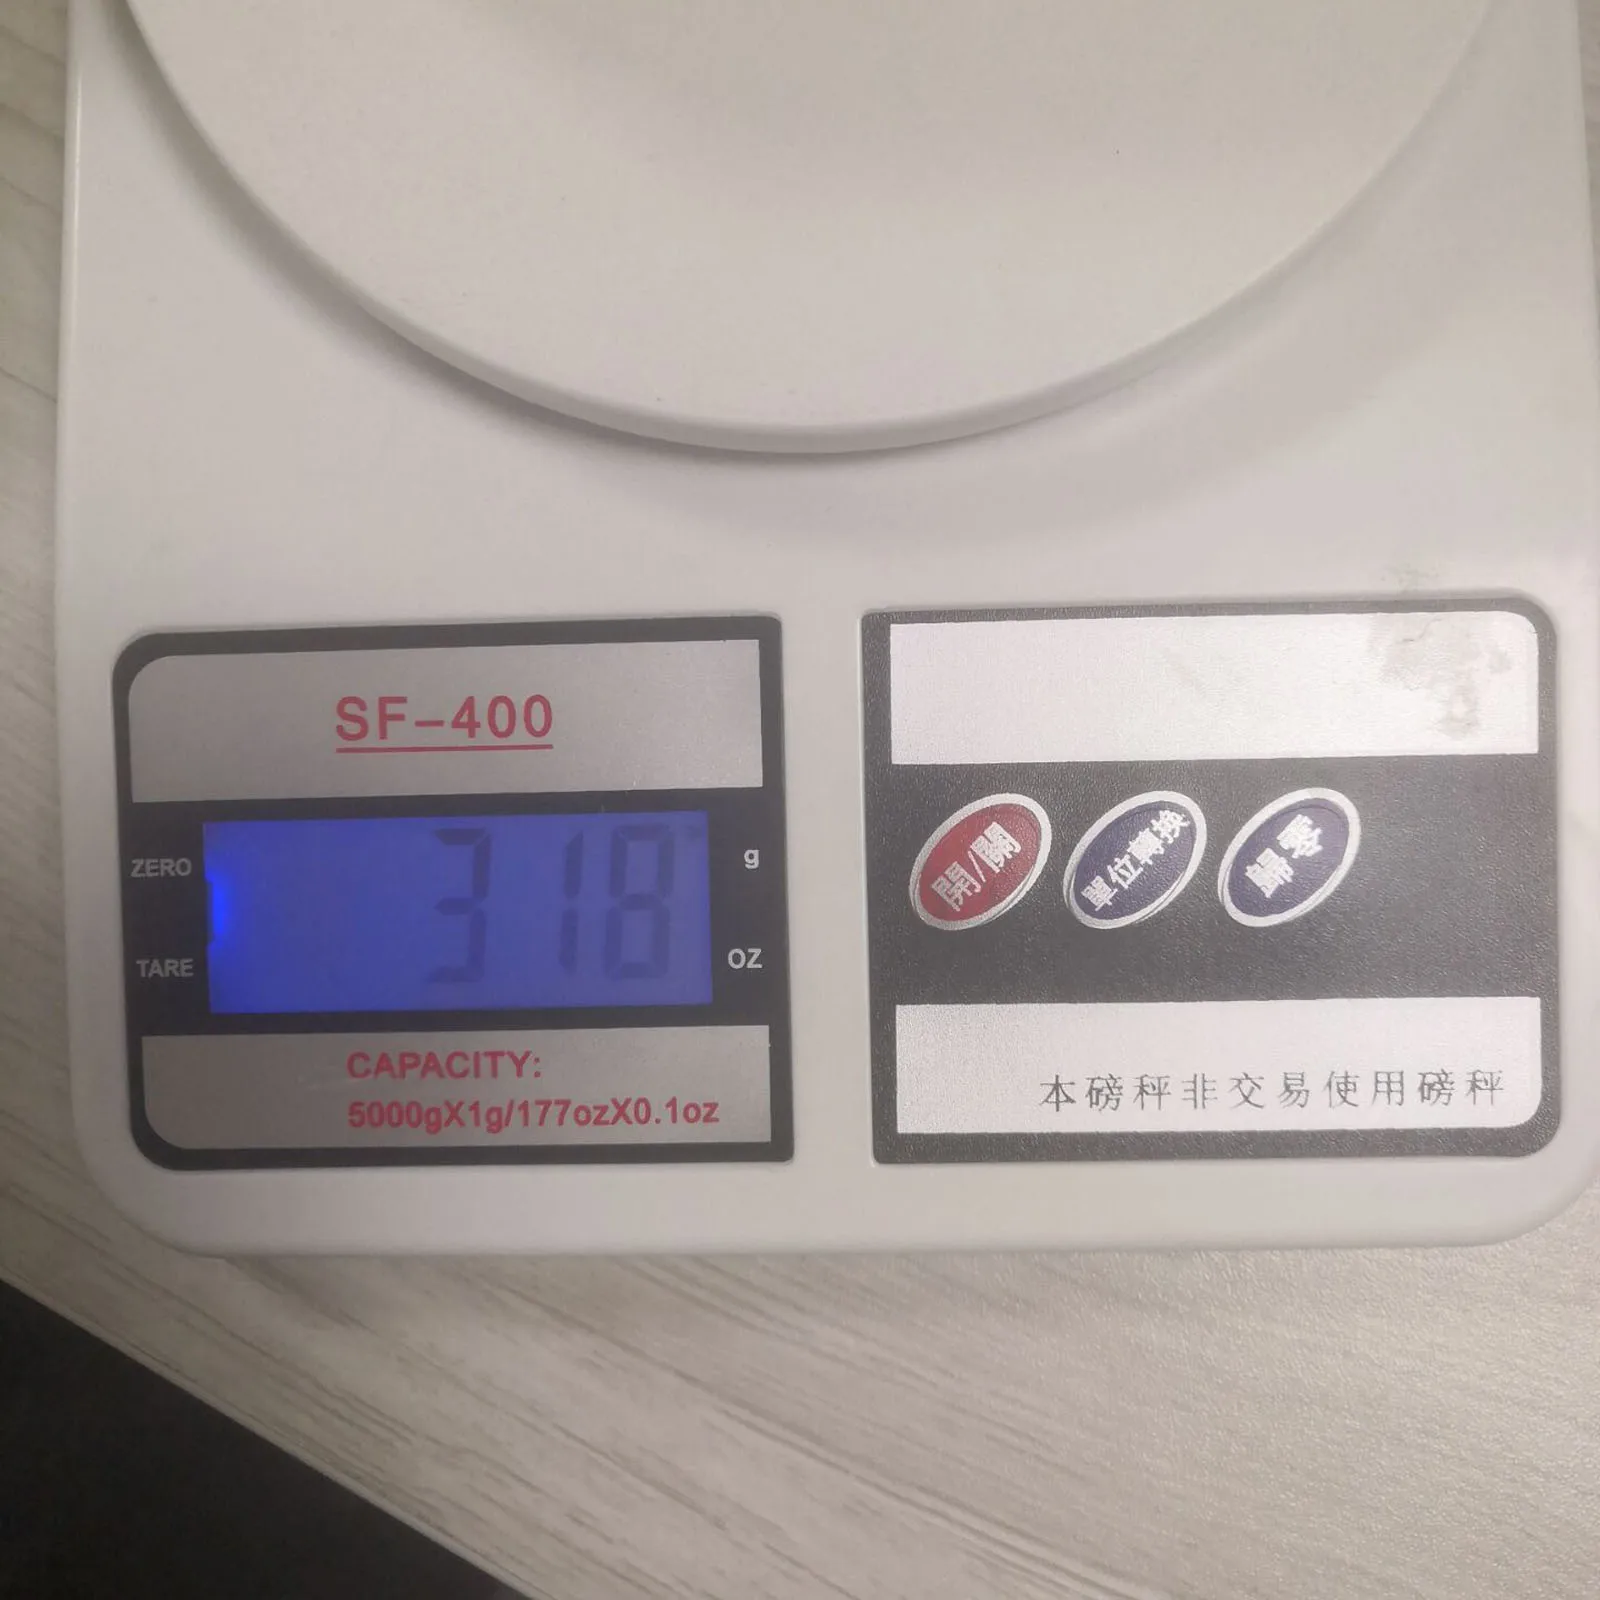 SF-400
ZERO
TARE
318
g
OZ
CAPACITY:
5000gX1g/177ozX0.1oz
開/關
單位轉換
歸零
本磅秤非交易使用磅秤